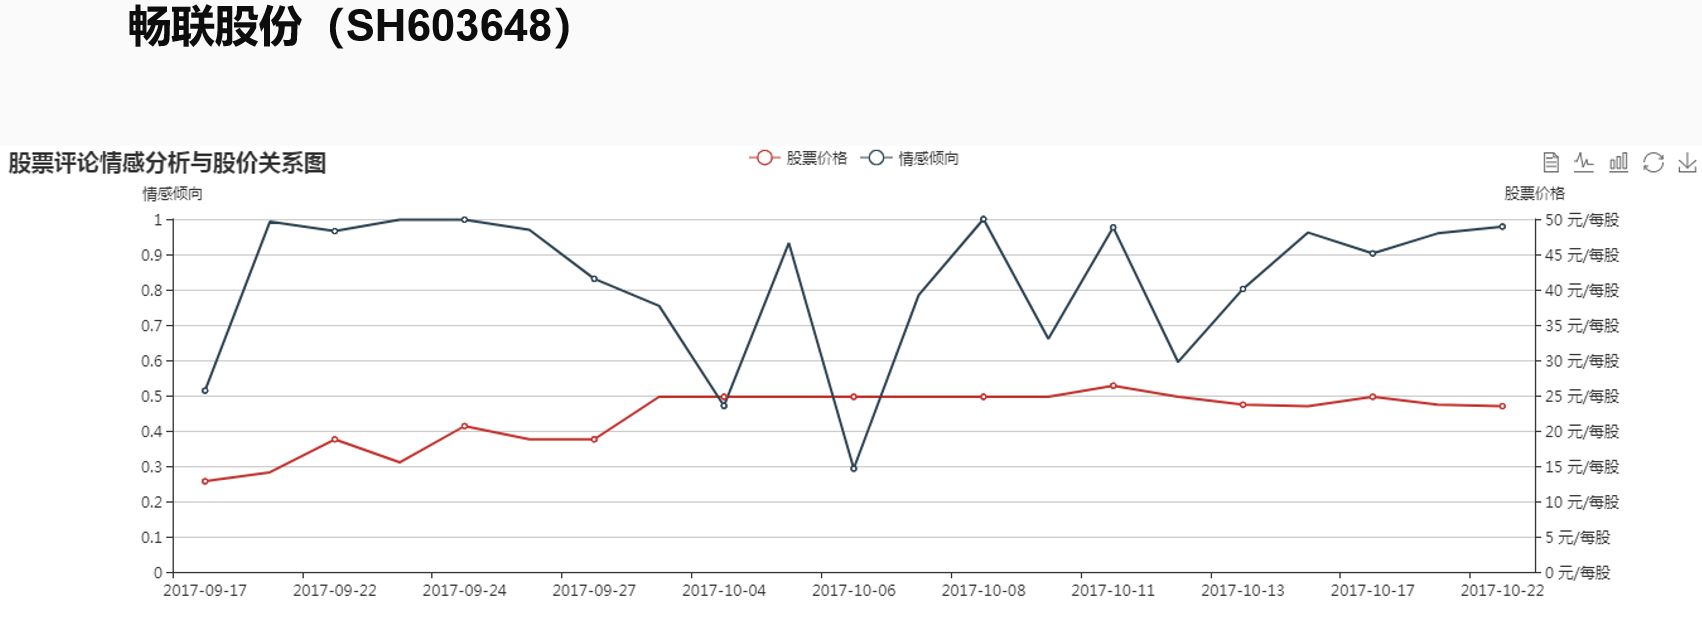 畅联股份（SH603648）
股票评论情感分析与股价关系图
股票价格 情感倾向
情感倾向 股票价格
1 50 元/每股
0.9 45 元/每股
0.8 40 元/每股
0.7 35 元/每股
0.6 30 元/每股
0.5 25 元/每股
0.4 20 元/每股
0.3 15 元/每股
0.2 10 元/每股
0.1 5 元/每股
0 0 元/每股
2017-09-17 2017-09-22 2017-09-24 2017-09-27 2017-10-04 2017-10-06 2017-10-08 2017-10-11 2017-10-13 2017-10-17 2017-10-22